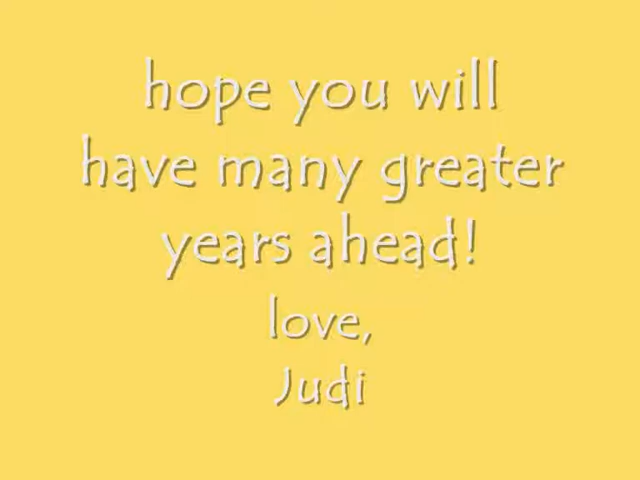 hope you will
have many greater
years ahead!
love,
Judi